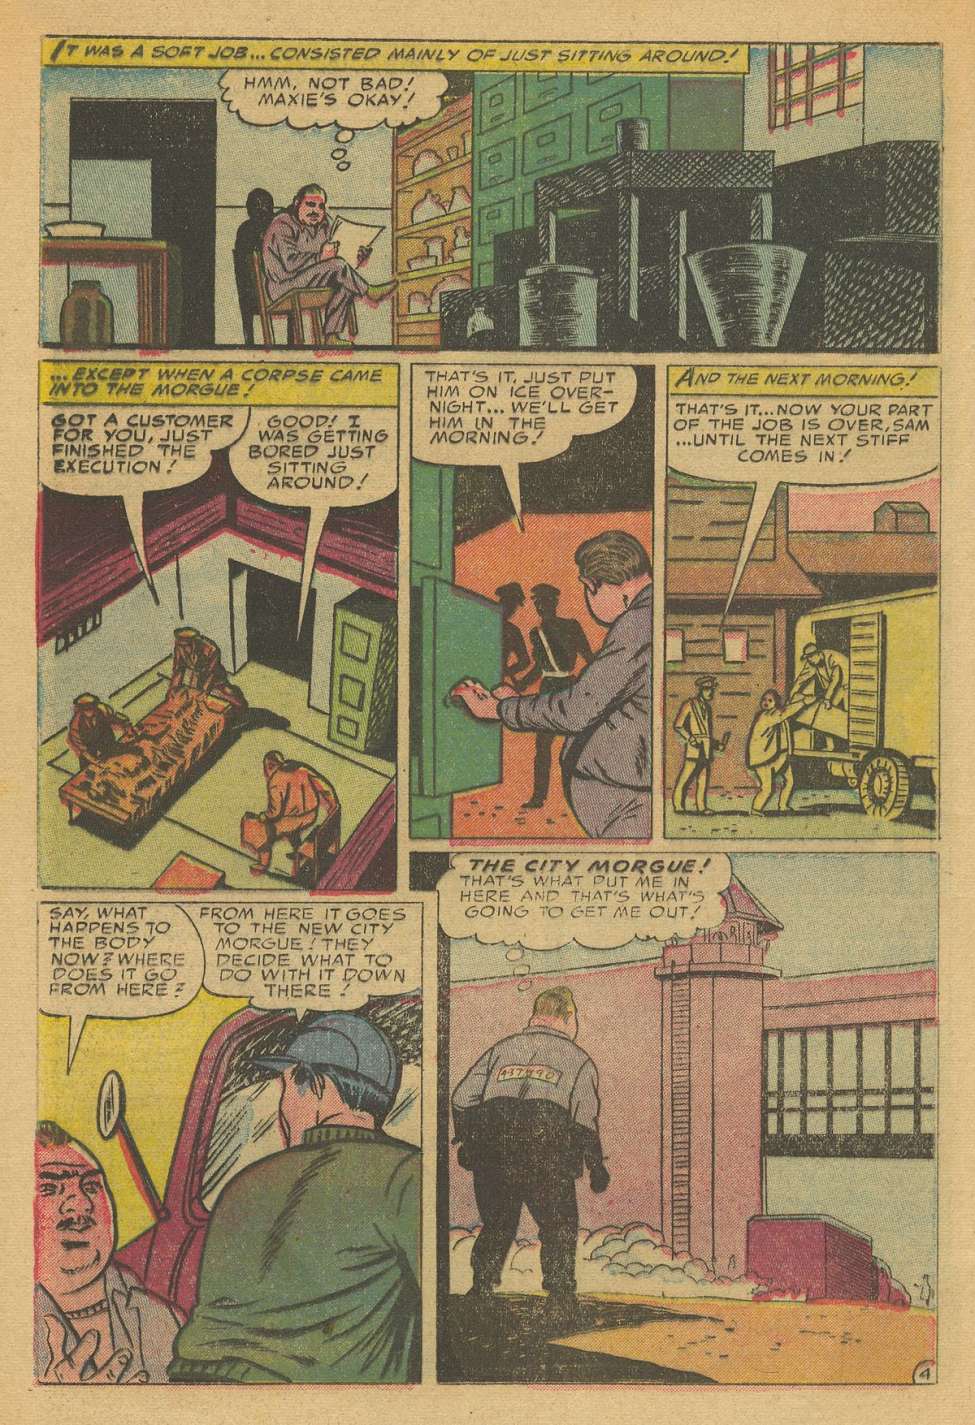 IT WAS A SOFT JOB... CONSISTED MAINLY OF JUST SITTING AROUND!
HMM, NOT BAD!
MAXIE'S OKAY!
...EXCEPT WHEN A CORPSE CAME
INTO THE MORGUE!
GOT A CUSTOMER
FOR YOU, JUST
FINISHED THE
EXECUTION!
GOOD! I
WAS GETTING
BORED JUST
SITTING
AROUND!
THAT'S IT, JUST PUT
HIM ON ICE OVER-
NIGHT... WE'LL GET
HIM IN THE
MORNING!
AND THE NEXT MORNING!
THAT'S IT...NOW YOUR PART
OF THE JOB IS OVER, SAM
...UNTIL THE NEXT STIFF
COMES IN!
SAY, WHAT
HAPPENS TO
THE BODY
NOW? WHERE
DOES IT GO
FROM HERE?
FROM HERE IT GOES
TO THE NEW CITY
MORGUE! THEY
DECIDE WHAT TO
DO WITH IT DOWN
THERE!
THE CITY MORGUE!
THAT'S WHAT PUT ME IN
HERE AND THAT'S WHAT'S
GOING TO GET ME OUT!
437490
4